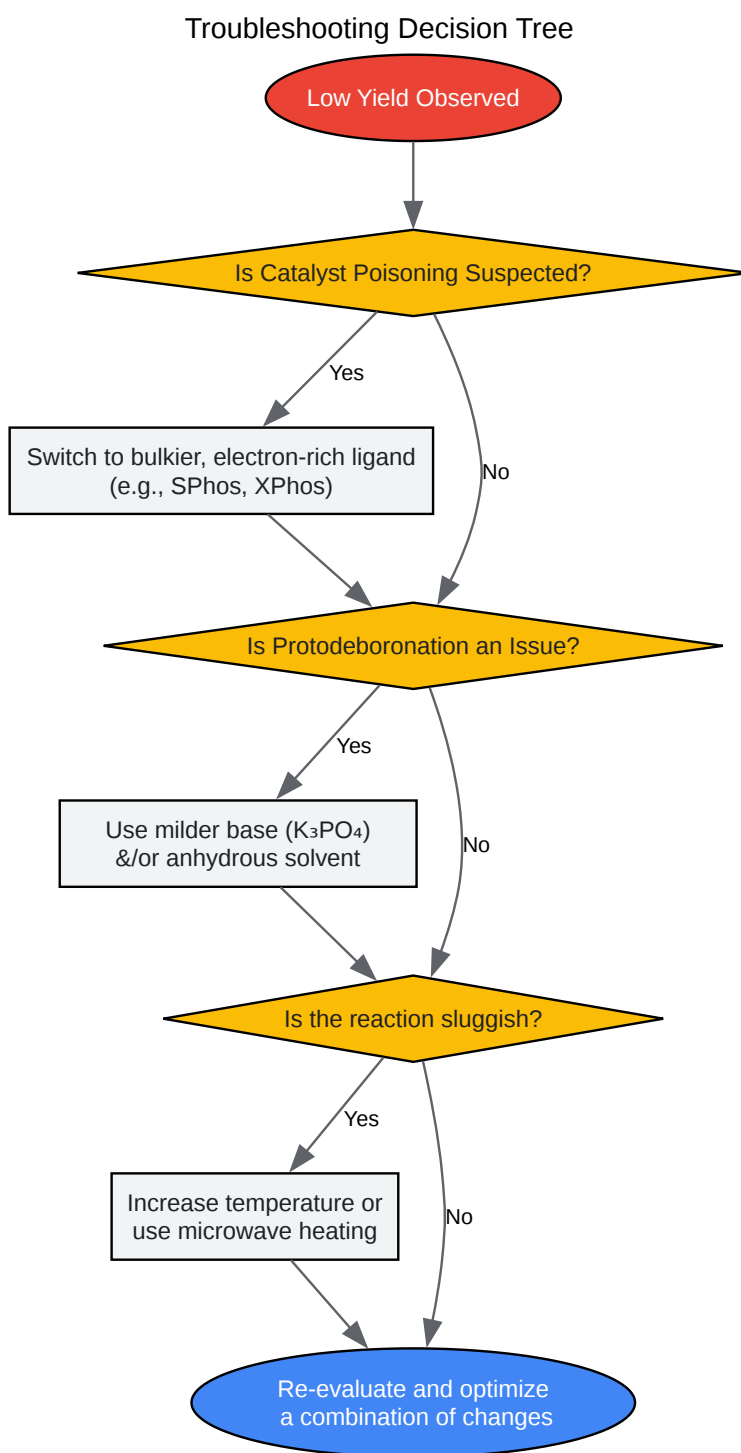 Troubleshooting Decision Tree
Low Yield Observed
Is Catalyst Poisoning Suspected?
Yes
Switch to bulkier, electron-rich ligand
(e.g., SPhos, XPhos)
No
Is Protodeboronation an Issue?
Yes
Use milder base (K₃PO₄)
&/or anhydrous solvent
No
Is the reaction sluggish?
Yes
Increase temperature or
use microwave heating
No
Re-evaluate and optimize
a combination of changes